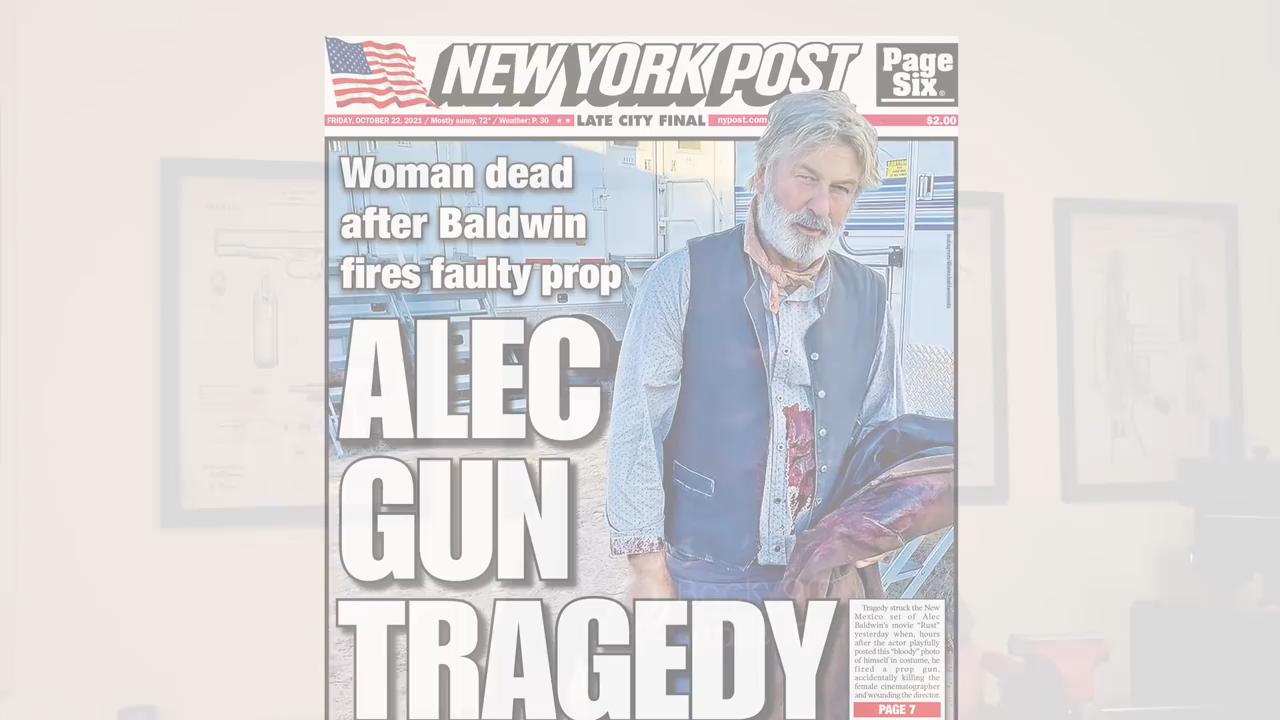 NEW YORK POST
Page
Six®
FRIDAY, OCTOBER 22, 2021 / Mostly sunny, 72° / Weather: P. 30 ★★ LATE CITY FINAL nypost.com $2.00
Woman dead
after Baldwin
fires faulty prop
ALEC
GUN
TRAGEDY
Tragedy struck the New
Mexico set of Alec
Baldwin's movie “Rust”
yesterday when, hours
after the actor playfully
posted this “bloody” photo
of himself in costume, he
fired a prop gun,
accidentally killing the
female cinematographer
and wounding the director.
PAGE 7